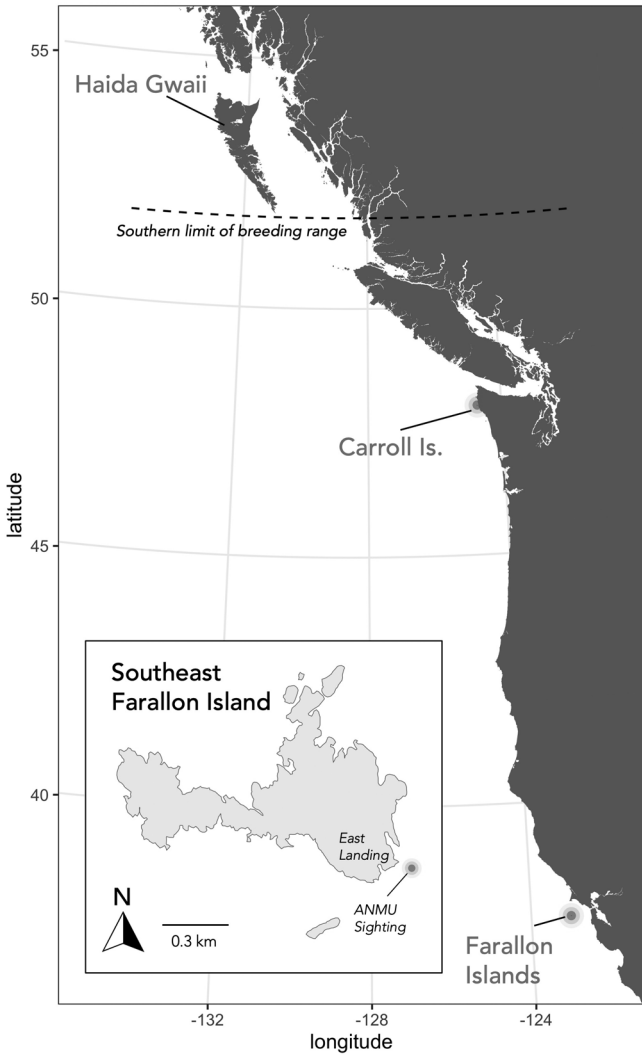 55
Haida Gwaii
Southern limit of breeding range
50
Carroll Is.
latitude
45
Southeast
Farallon Island
40
East
Landing
N
0.3 km
ANMU
Sighting
Farallon
Islands
-132
-128
-124
longitude